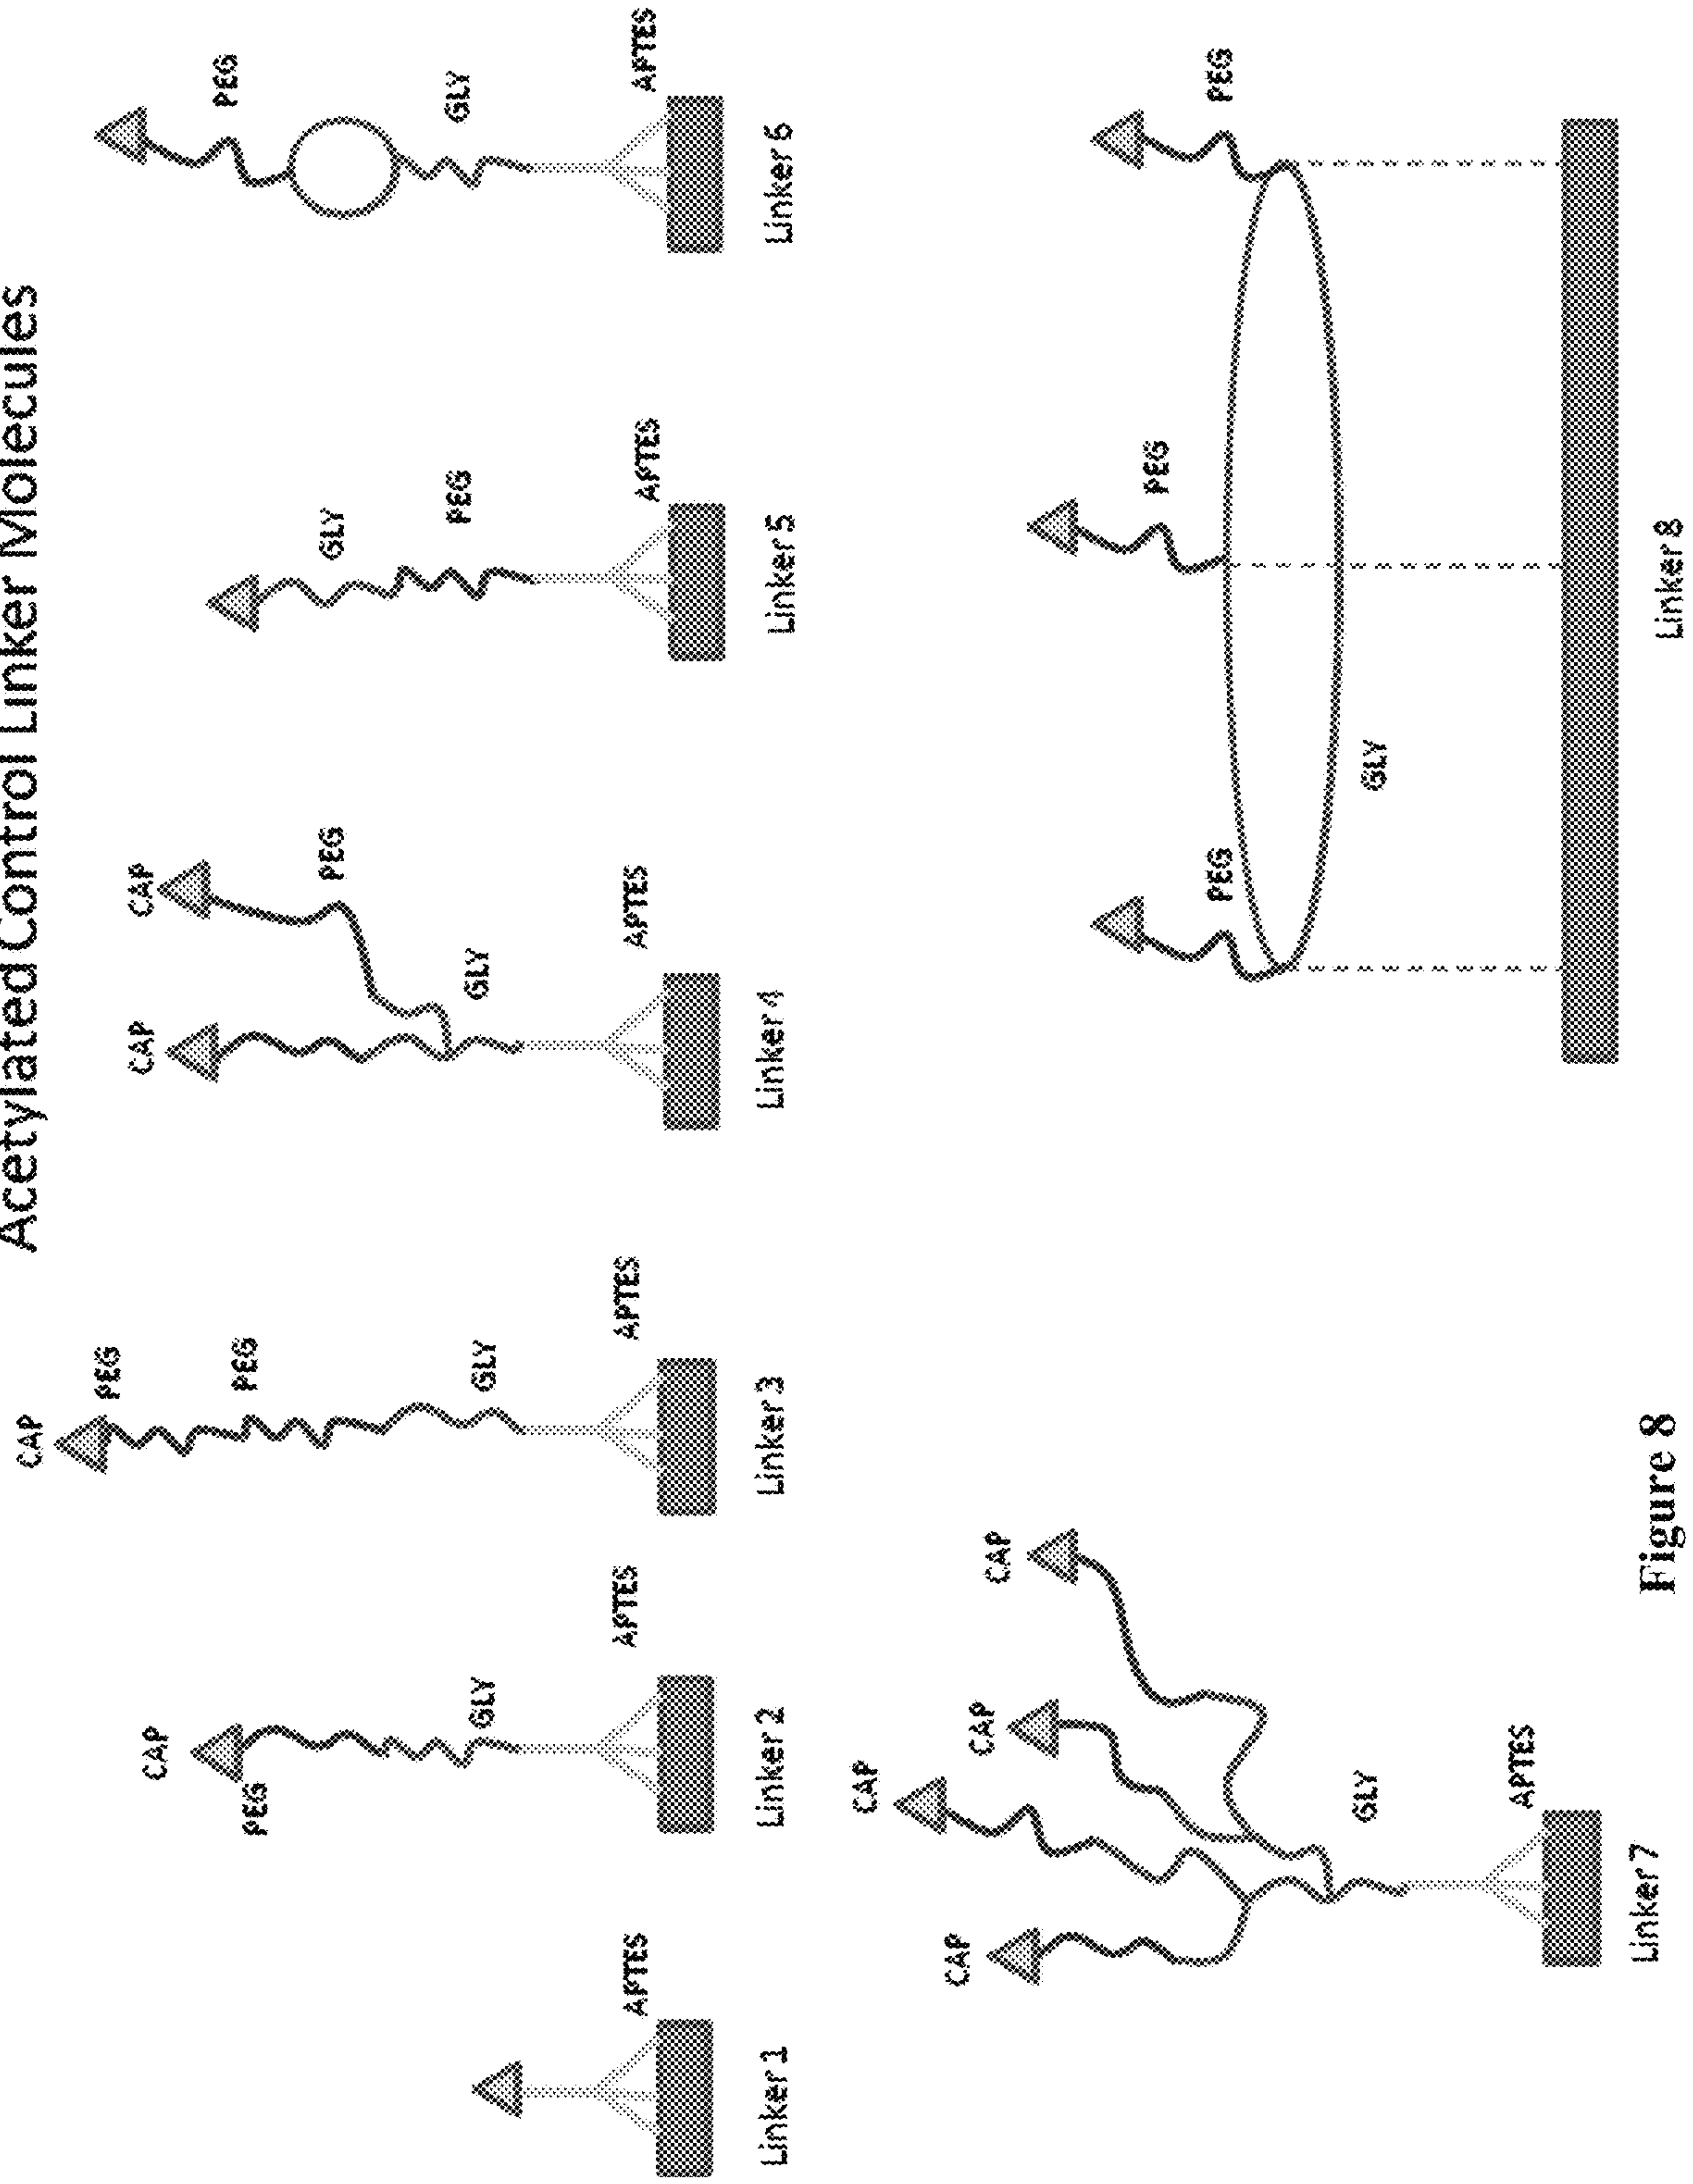 Acetylated Control Linker Molecules
APTES
Linker 1
CAP
PEG
GLY
APTES
Linker 2
CAP
PEG
PEG
GLY
APTES
Linker 3
CAP
CAP
PEG
GLY
APTES
Linker 4
GLY
PEG
APTES
Linker 5
PEG
GLY
APTES
Linker 6
CAP
CAP
CAP
CAP
GLY
APTES
Linker 7
PEG
PEG
PEG
GLY
Linker 8
Figure 8